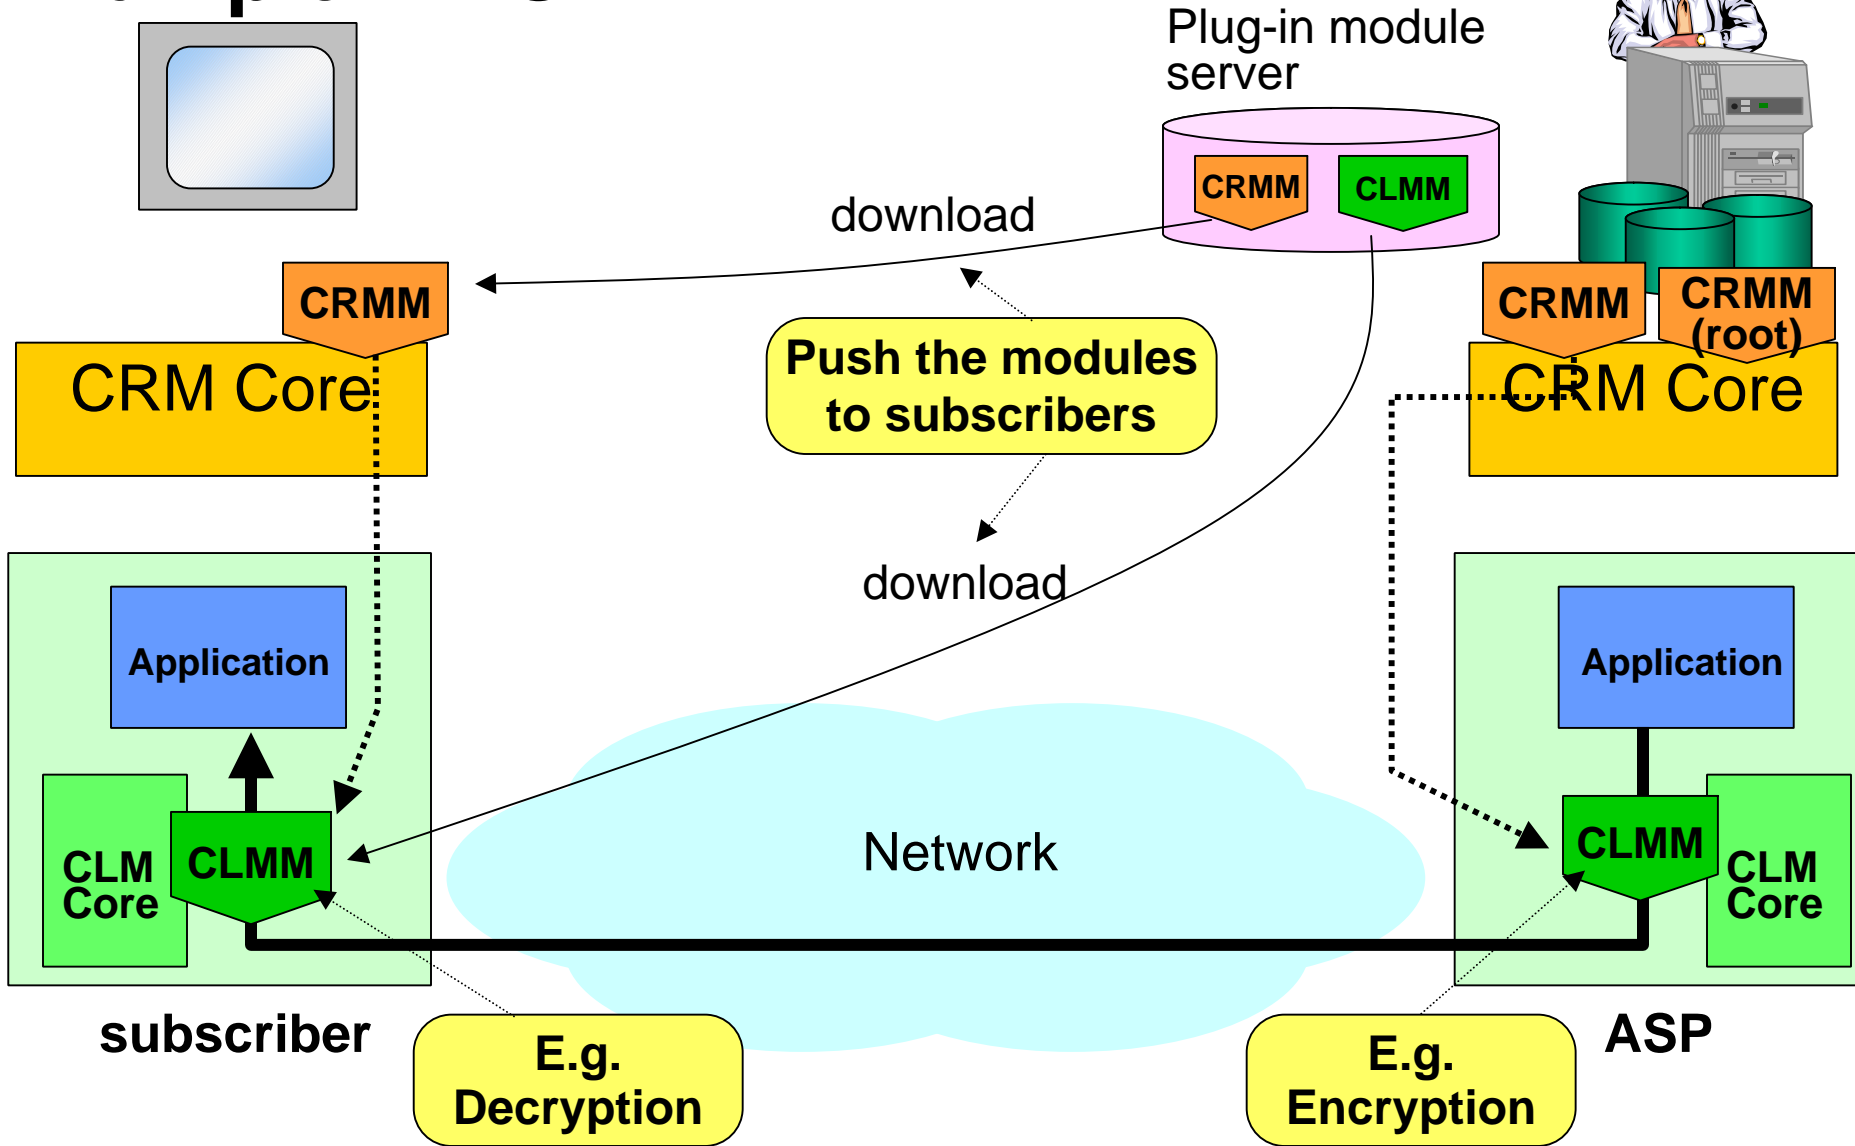 Plug-in module
server
CRMM
CLMM
download
CRMM
CRMM
CRMM
(root)
Push the modules
to subscribers
CRM Core
CRM Core
download
Application
Application
Network
CLM
Core
CLMM
CLMM
CLM
Core
subscriber
E.g.
Decryption
E.g.
Encryption
ASP